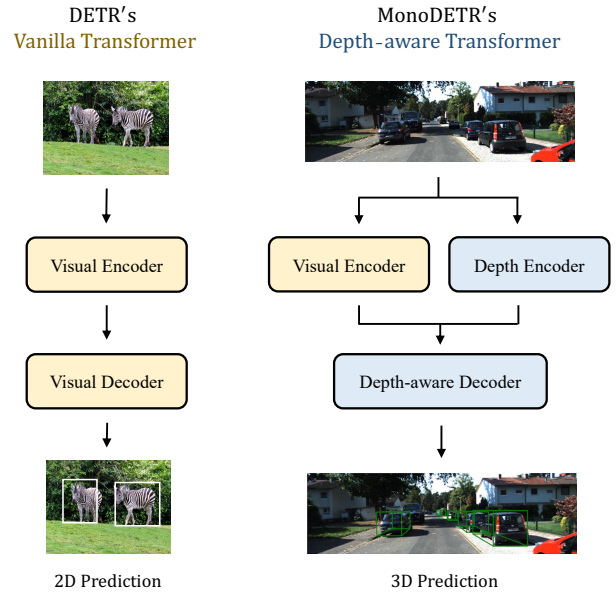 DETR's
Vanilla Transformer
Visual Encoder
Visual Decoder
2D Prediction
MonoDETR's
Depth-aware Transformer
Visual Encoder
Depth Encoder
Depth-aware Decoder
3D Prediction